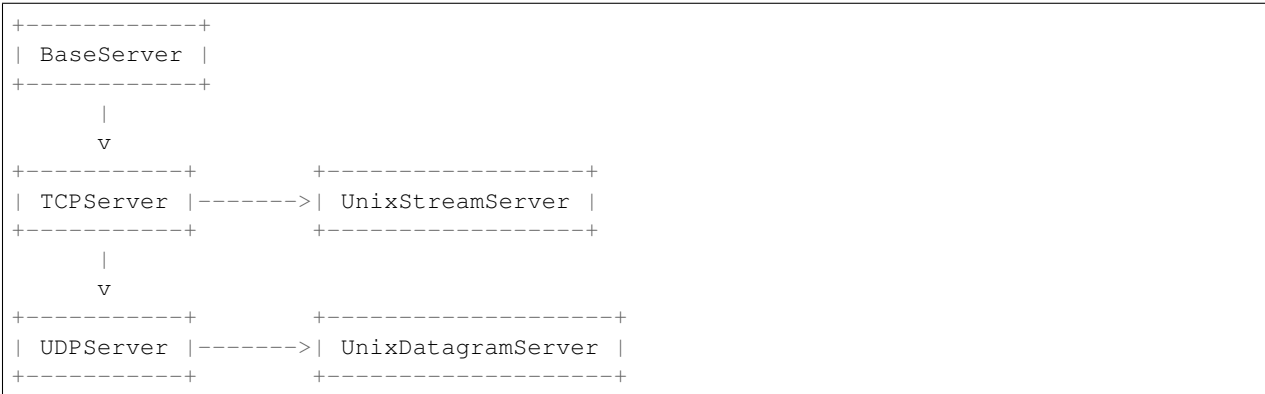 +------------+
| BaseServer |
+------------+
      |
      v
+-----------+        +------------------+
| TCPServer |------->| UnixStreamServer |
+-----------+        +------------------+
      |
      v
+-----------+        +--------------------+
| UDPServer |------->| UnixDatagramServer |
+-----------+        +--------------------+